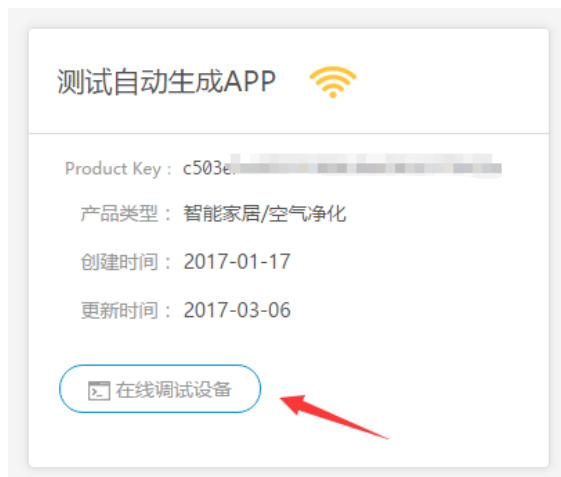 测试自动生成APP
Product Key： c503e
产品类型： 智能家居/空气净化
创建时间： 2017-01-17
更新时间： 2017-03-06
在线调试设备